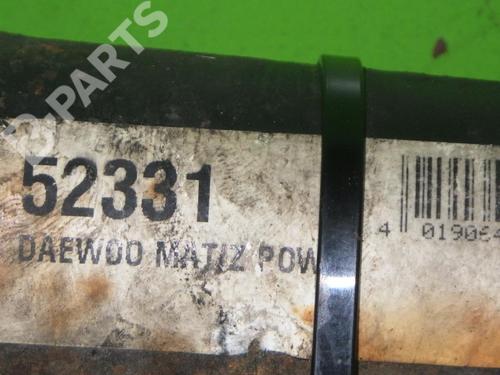 B-PARTS
52331
DAEWOO MATIZ POW
4 019064